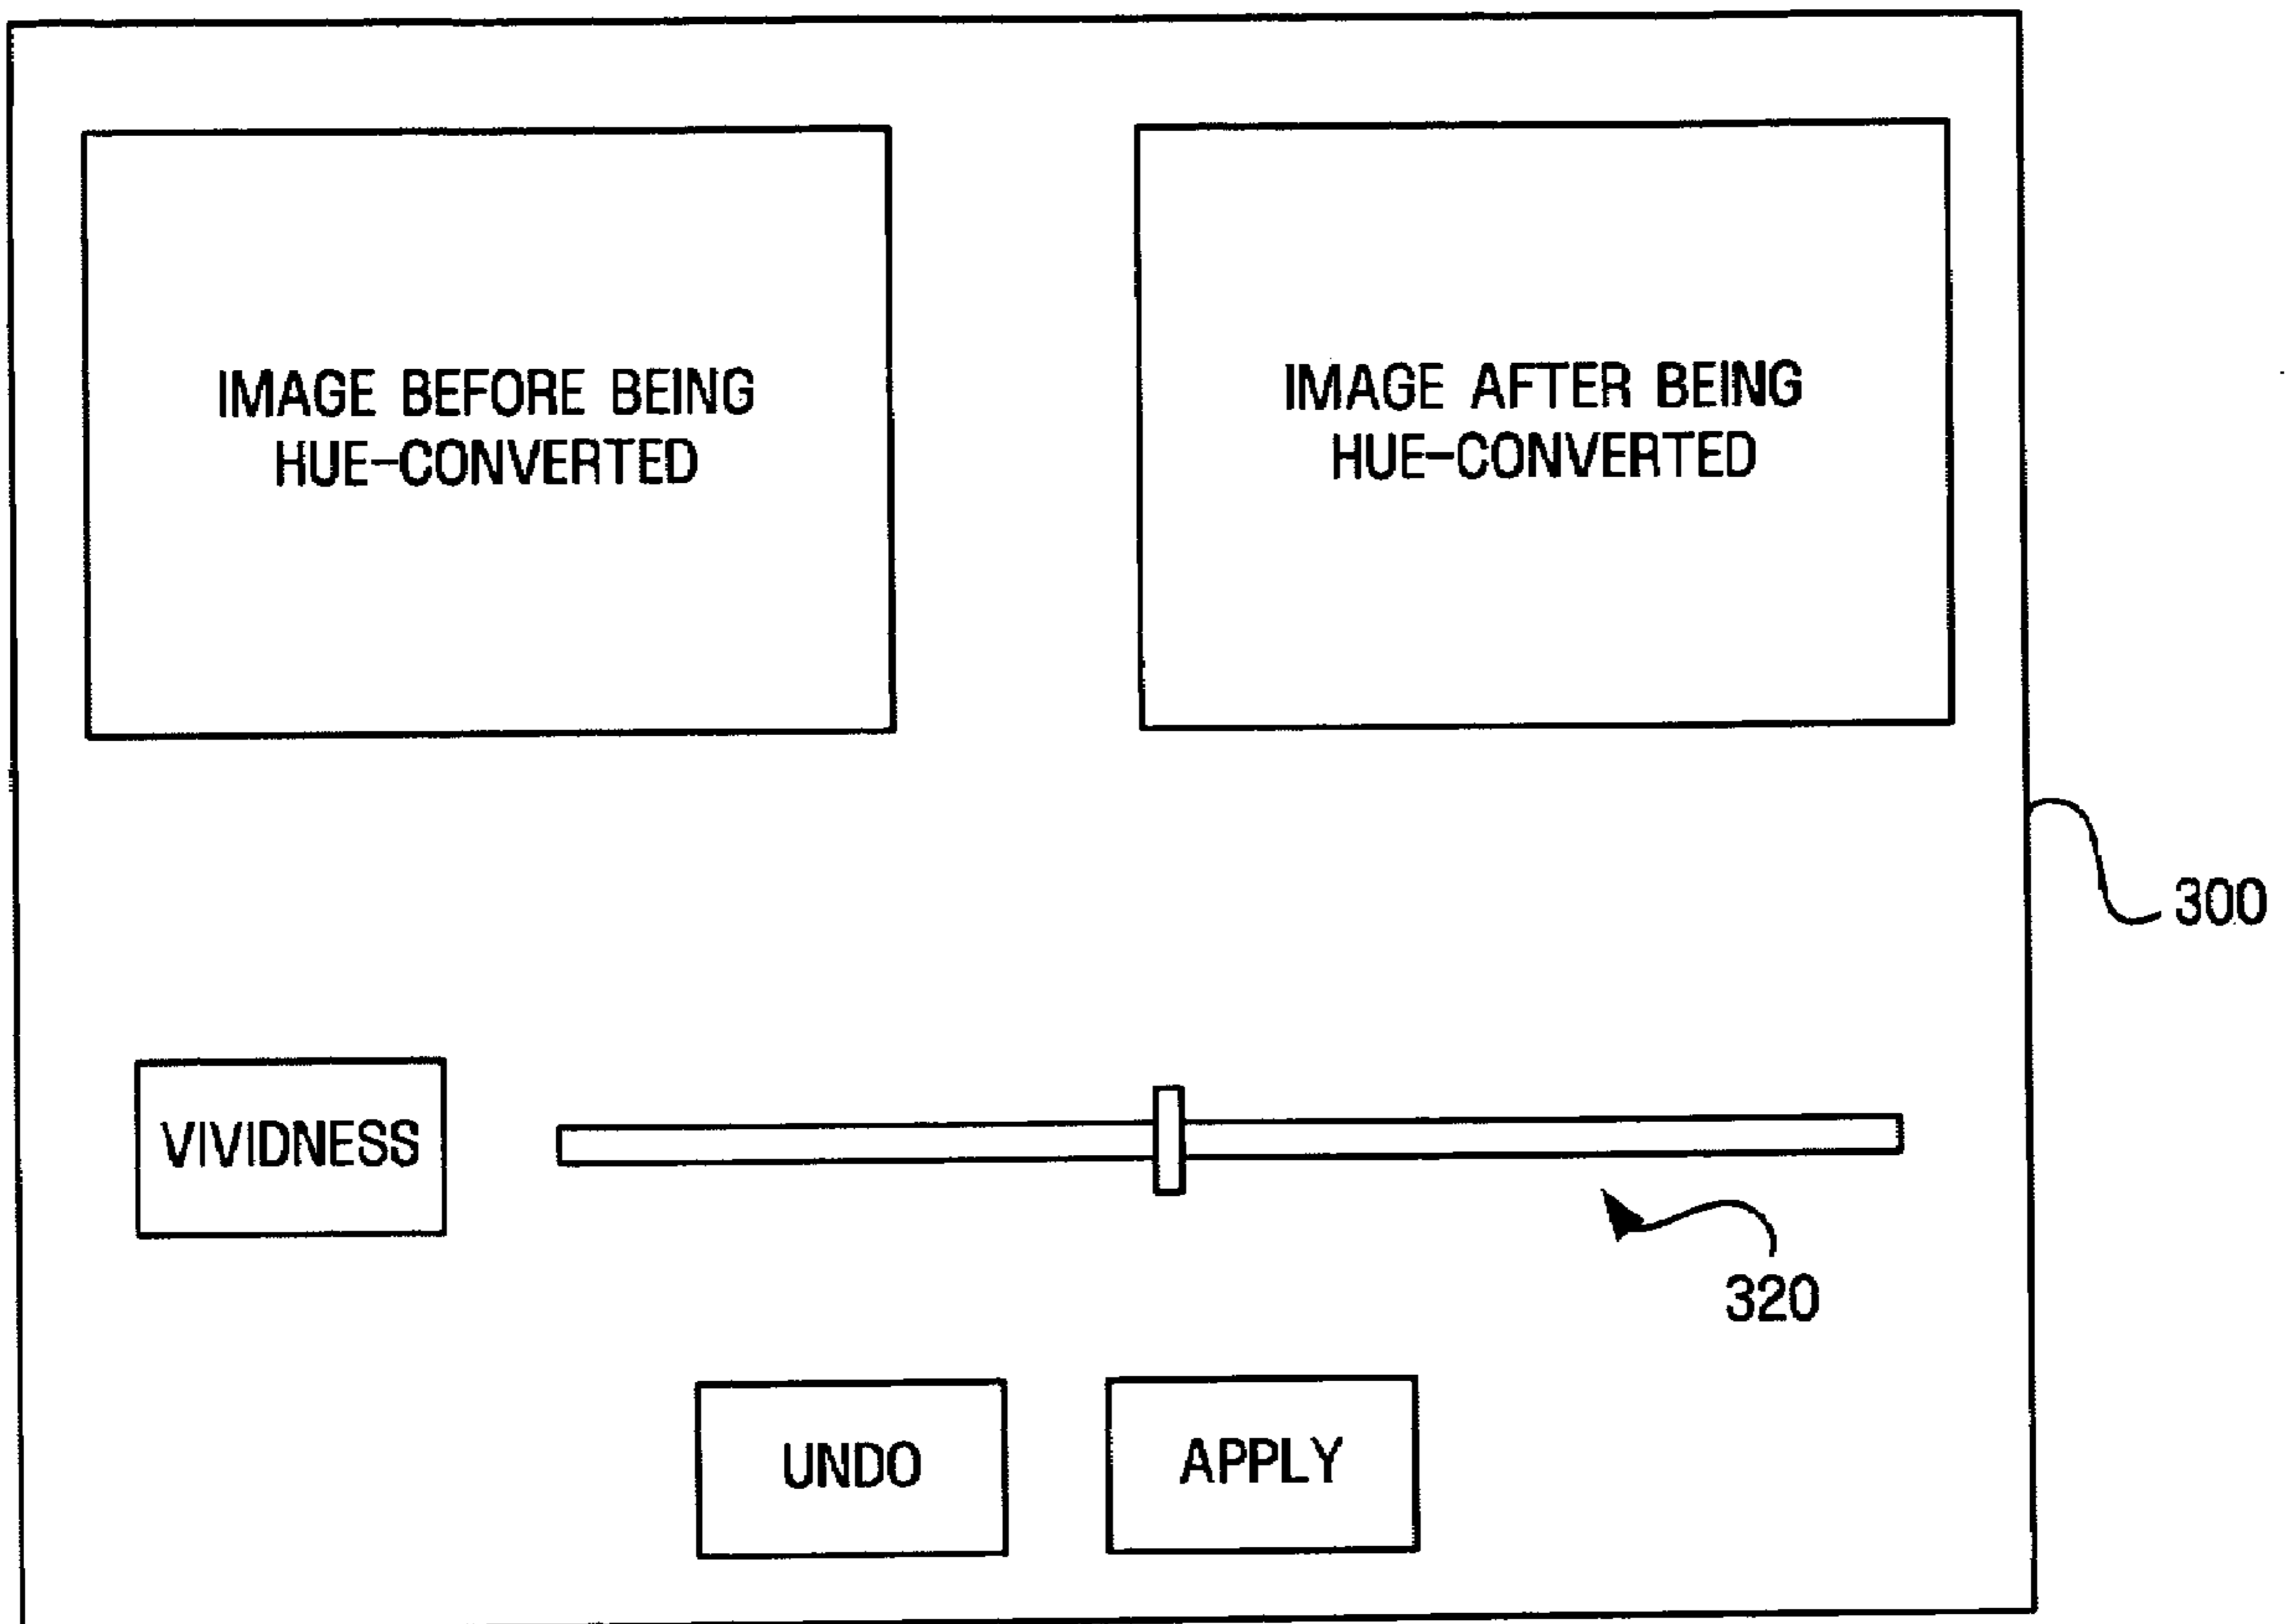 IMAGE BEFORE BEING
HUE-CONVERTED
IMAGE AFTER BEING
HUE-CONVERTED
300
VIVIDNESS
320
UNDO
APPLY